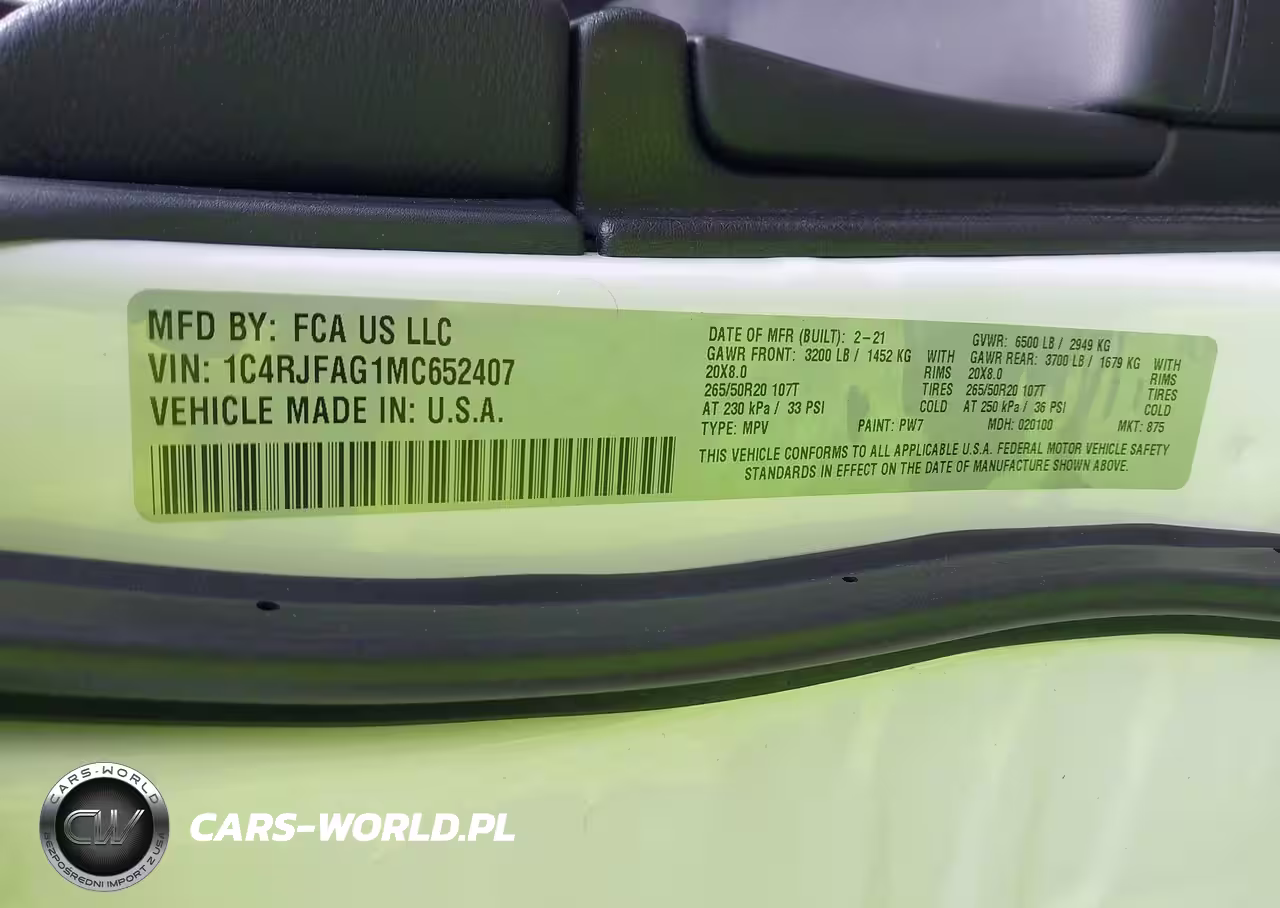 MFD BY: FCA US LLC
VIN: 1C4RJFAG1MC652407
VEHICLE MADE IN: U.S.A.
DATE OF MFR (BUILT): 2-21
GVWR: 6500 LB / 2949 KG
GAWR FRONT: 3200 LB / 1452 KG WITH
GAWR REAR: 3700 LB / 1679 KG WITH
20X8.0 RIMS
20X8.0 RIMS
265/50R20 107T TIRES
265/50R20 107T TIRES
AT 230 kPa / 33 PSI COLD
AT 250 kPa / 36 PSI COLD
TYPE: MPV PAINT: PW7 MDH: 020100 MKT: 875
THIS VEHICLE CONFORMS TO ALL APPLICABLE U.S.A. FEDERAL MOTOR VEHICLE SAFETY
STANDARDS IN EFFECT ON THE DATE OF MANUFACTURE SHOWN ABOVE.
CARS-WORLD
CW
BEZPOŚREDNI IMPORT Z USA
CARS-WORLD.PL